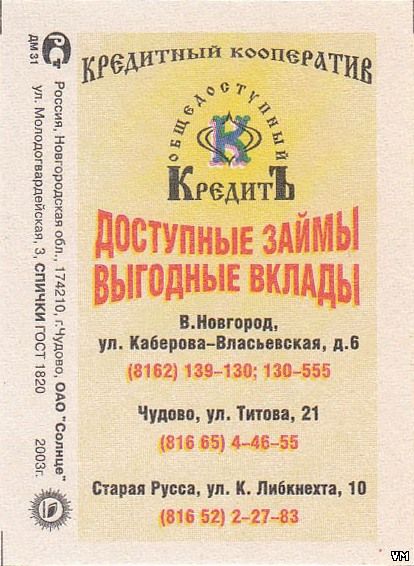 КРЕДИТНЫЙ КООПЕРАТИВ
ОБЩЕДОСТУПНЫЙ
К
КРЕДИТЪ
ДОСТУПНЫЕ ЗАЙМЫ
ВЫГОДНЫЕ ВКЛАДЫ
В.Новгород,
ул. Каберова-Власьевская, д.6
(8162) 139-130; 130-555
Чудово, ул. Титова, 21
(816 65) 4-46-55
Старая Русса, ул. К. Либкнехта, 10
(816 52) 2-27-83
РСТ
ДМ 31
Россия, Новгородская обл., 174210, г.Чудово, ОАО "Солнце"
ул. Молодогвардейская, 3, СПИЧКИ ГОСТ 1820 2003г.
VM